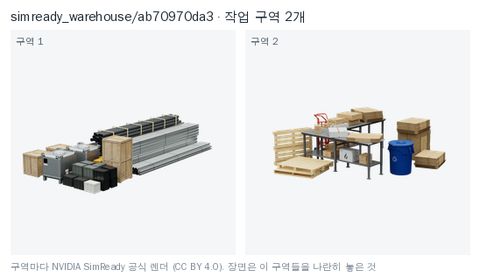 simready_warehouse/ab70970da3 · 작업 구역 2개
구역 1
구역 2
구역마다 NVIDIA SimReady 공식 렌더 (CC BY 4.0). 장면은 이 구역들을 나란히 놓은 것